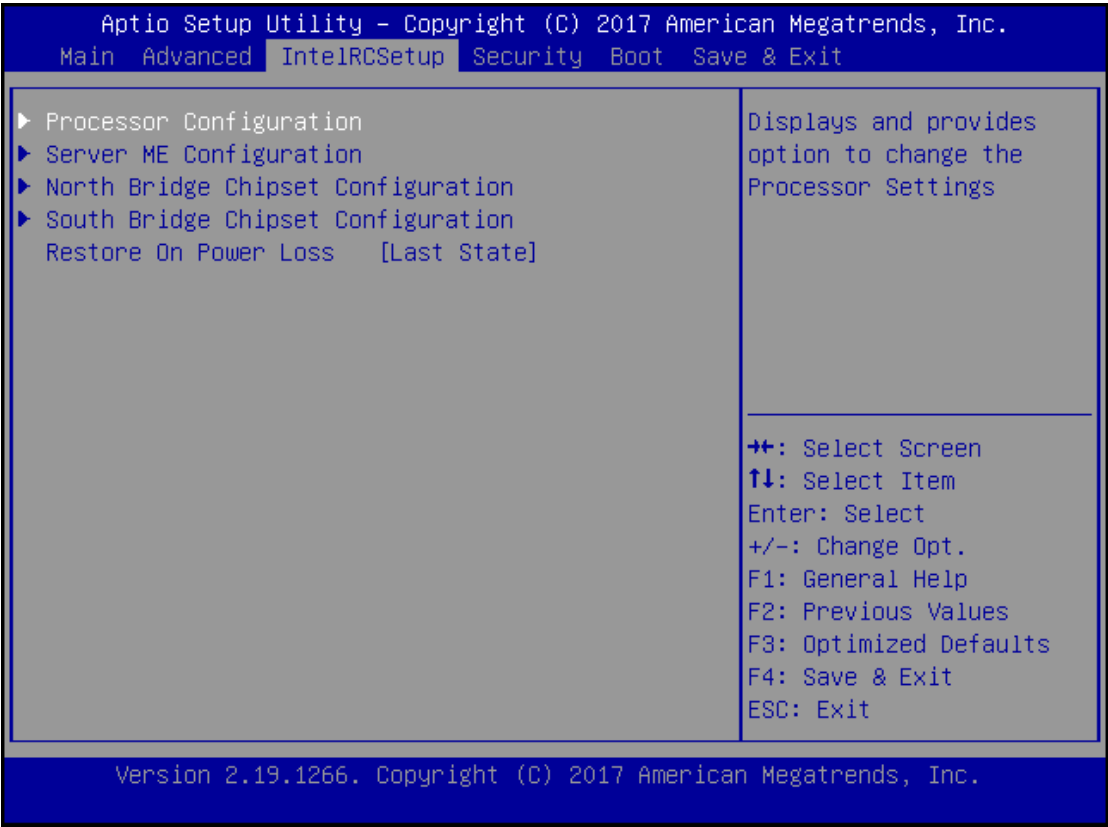 Aptio Setup Utility – Copyright (C) 2017 American Megatrends, Inc.
Main Advanced IntelRCSetup Security Boot Save & Exit
Processor Configuration
Server ME Configuration
North Bridge Chipset Configuration
South Bridge Chipset Configuration
Restore On Power Loss [Last State]
Displays and provides
option to change the
Processor Settings
→←: Select Screen
↑↓: Select Item
Enter: Select
+/-: Change Opt.
F1: General Help
F2: Previous Values
F3: Optimized Defaults
F4: Save & Exit
ESC: Exit
Version 2.19.1266. Copyright (C) 2017 American Megatrends, Inc.